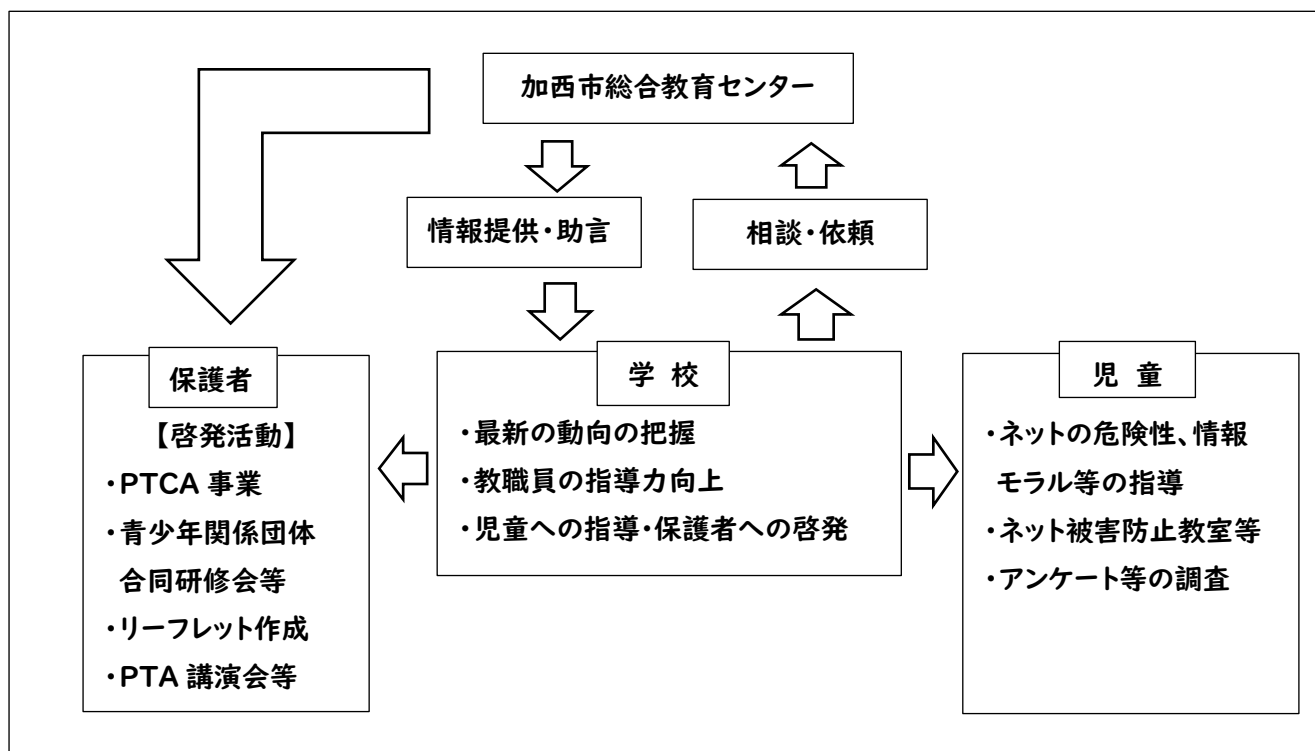 加西市総合教育センター
情報提供・助言
相談・依頼
保護者
【啓発活動】
・PTCA 事業
・青少年関係団体
合同研修会等
・リーフレット作成
・PTA 講演会等
学 校
・最新の動向の把握
・教職員の指導力向上
・児童への指導・保護者への啓発
児 童
・ネットの危険性、情報
モラル等の指導
・ネット被害防止教室等
・アンケート等の調査